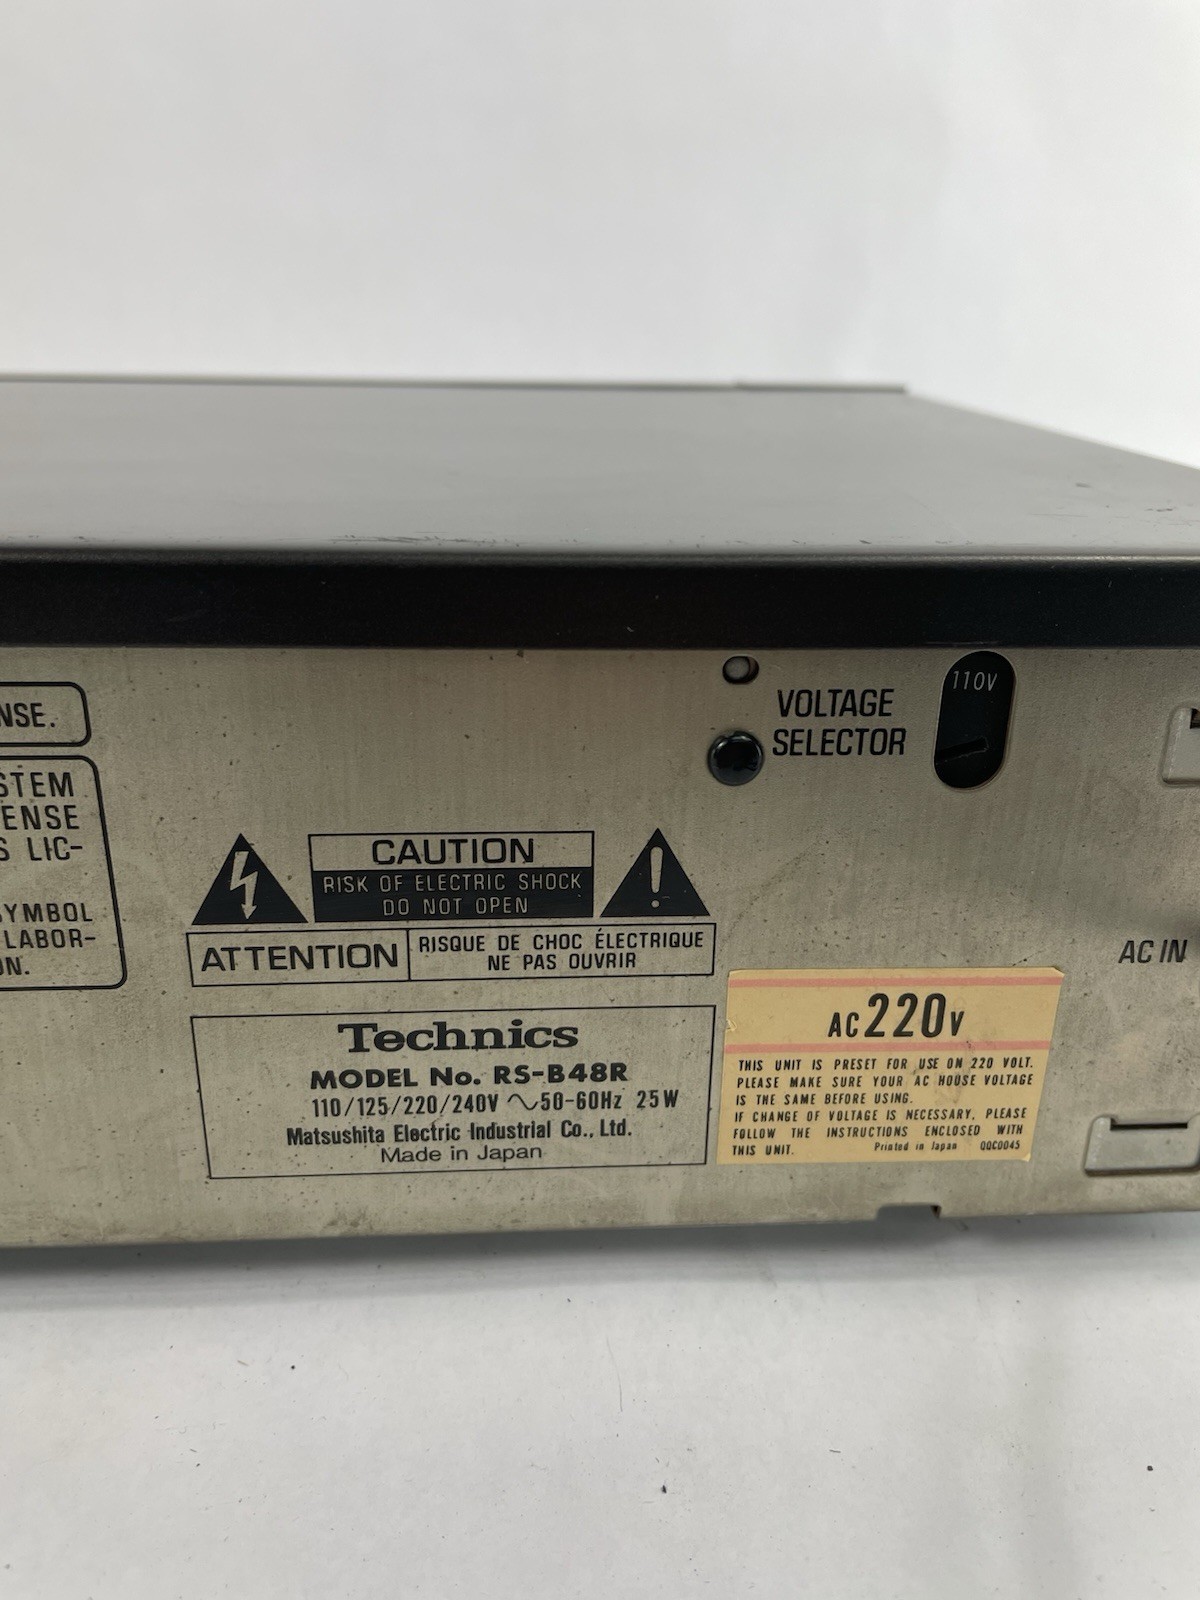 NSE.
STEM
ENSE
S LIC-
SYMBOL
LABOR-
ON.
VOLTAGE
SELECTOR
110V
CAUTION
RISK OF ELECTRIC SHOCK
DO NOT OPEN
ATTENTION
RISQUE DE CHOC ÉLECTRIQUE
NE PAS OUVRIR
AC IN
Technics
MODEL No. RS-B48R
110/125/220/240V ∿50-60Hz 25W
Matsushita Electric Industrial Co., Ltd.
Made in Japan
AC 220V
THIS UNIT IS PRESET FOR USE ON 220 VOLT.
PLEASE MAKE SURE YOUR AC HOUSE VOLTAGE
IS THE SAME BEFORE USING.
IF CHANGE OF VOLTAGE IS NECESSARY, PLEASE
FOLLOW THE INSTRUCTIONS ENCLOSED WITH
THIS UNIT. Printed in Japan QQC0045